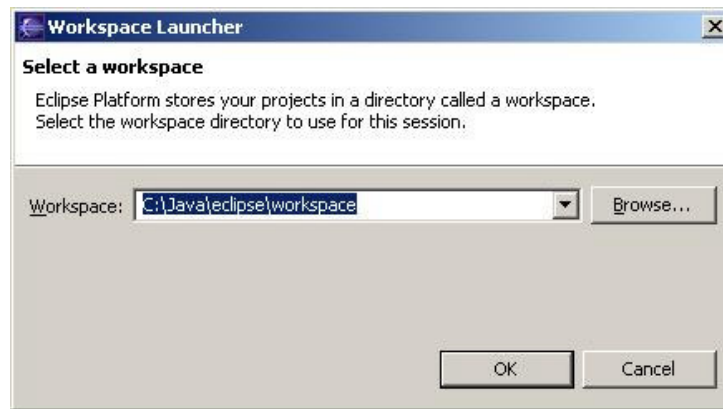 Workspace Launcher
Select a workspace
Eclipse Platform stores your projects in a directory called a workspace.
Select the workspace directory to use for this session.
Workspace: C:\Java\eclipse\workspace Browse...
OK Cancel